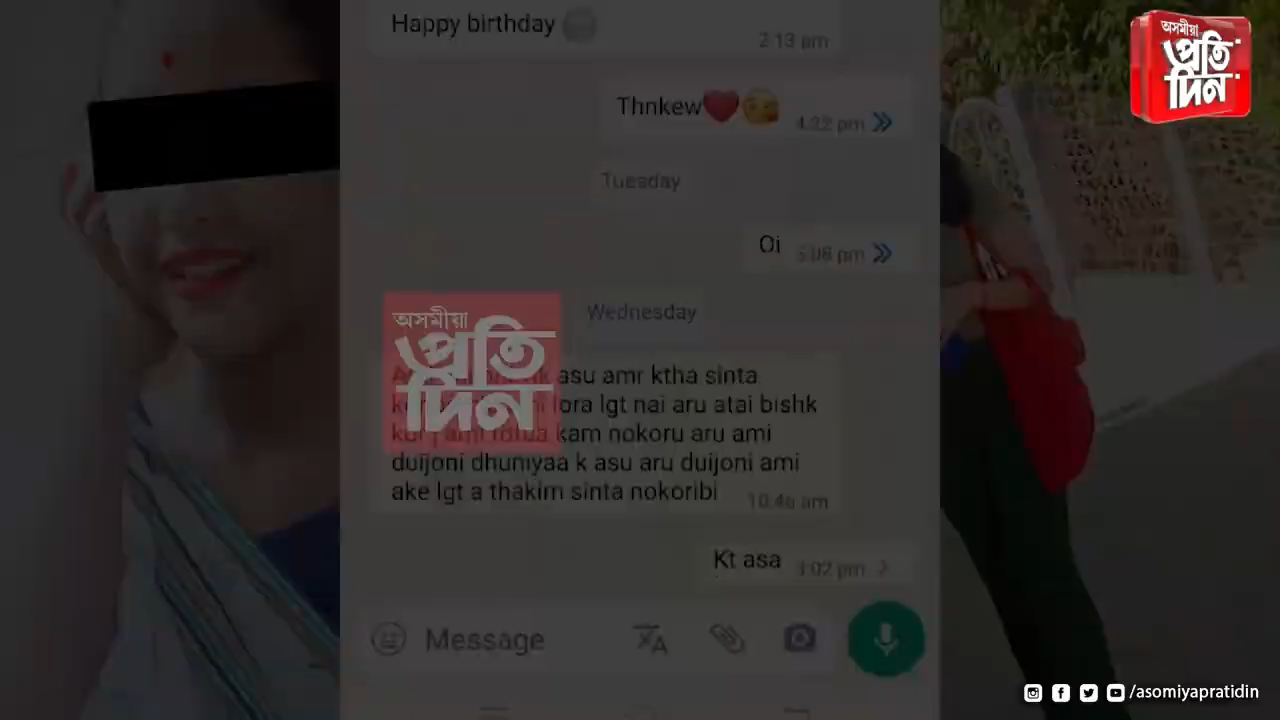 অসমীয়া
প্ৰতি
দিন
Happy birthday
2:13 am
Thnkew❤️😘 4:22 pm
Tuesday
Oi 5:08 pm
Wednesday
অসমীয়া
প্ৰতি
দিন
asu amr ktha sinta
lora lgt nai aru atai bishk
kam nokoru aru ami
duijoni dhuniyaa k asu aru duijoni ami
ake lgt a thakim sinta nokoribi 10:46 am
Kt asa 3:02 pm
Message
/asomiyapratidin